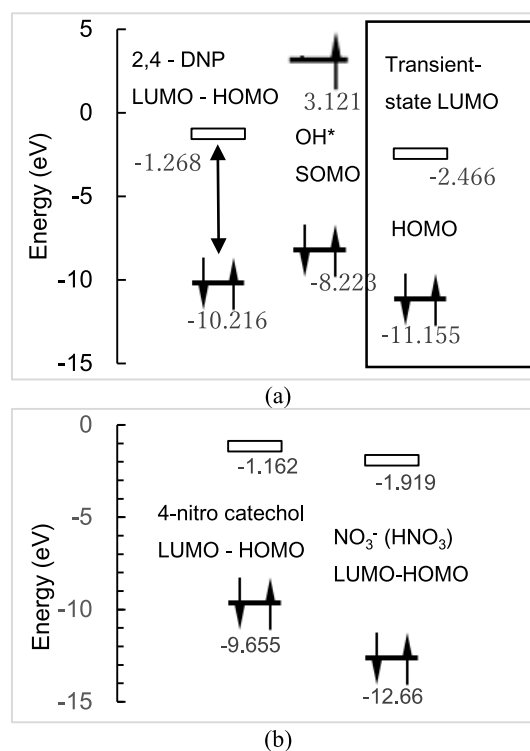 5
0
-5
-10
-15
Energy (eV)
2,4 - DNP
LUMO - HOMO
-1.268
-10.216
3.121
OH*
SOMO
-8.223
Transient-
state LUMO
-2.466
HOMO
-11.155
(a)
0
-5
-10
-15
Energy (eV)
-1.162
4-nitro catechol
LUMO - HOMO
-9.655
-1.919
NO₃⁻ (HNO₃)
LUMO-HOMO
-12.66
(b)